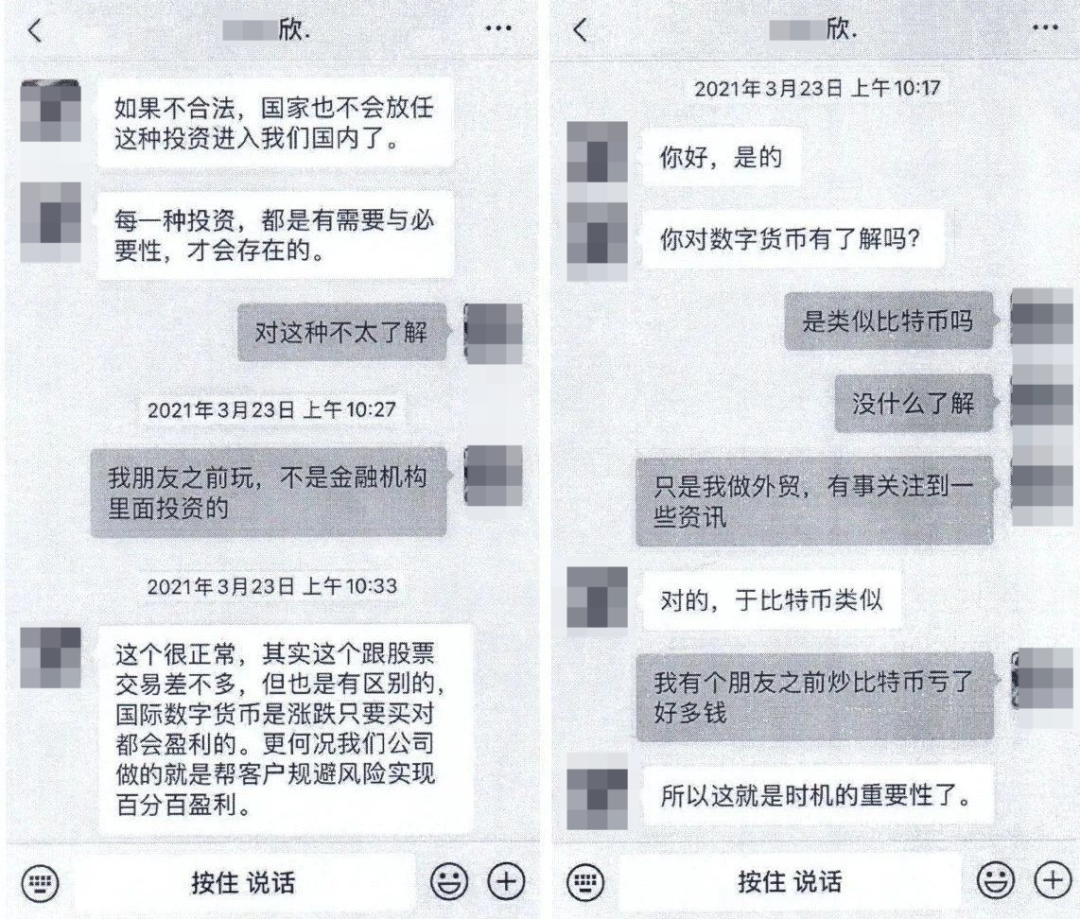 欣.
如果不合法，国家也不会放任
这种投资进入我们国内了。
每一种投资，都是有需要与必
要性，才会存在的。
对这种不太了解
2021年3月23日 上午10:27
我朋友之前玩，不是金融机构
里面投资的
2021年3月23日 上午10:33
这个很正常，其实这个跟股票
交易差不多，但也是有区别的，
国际数字货币是涨跌只要买对
都会盈利的。更何况我们公司
做的就是帮客户规避风险实现
百分百盈利。
按住 说话
欣.
2021年3月23日 上午10:17
你好，是的
你对数字货币有了解吗？
是类似比特币吗
没什么了解
只是我做外贸，有事关注到一
些资讯
对的，于比特币类似
我有个朋友之前炒比特币亏了
好多钱
所以这就是时机的重要性了。
按住 说话